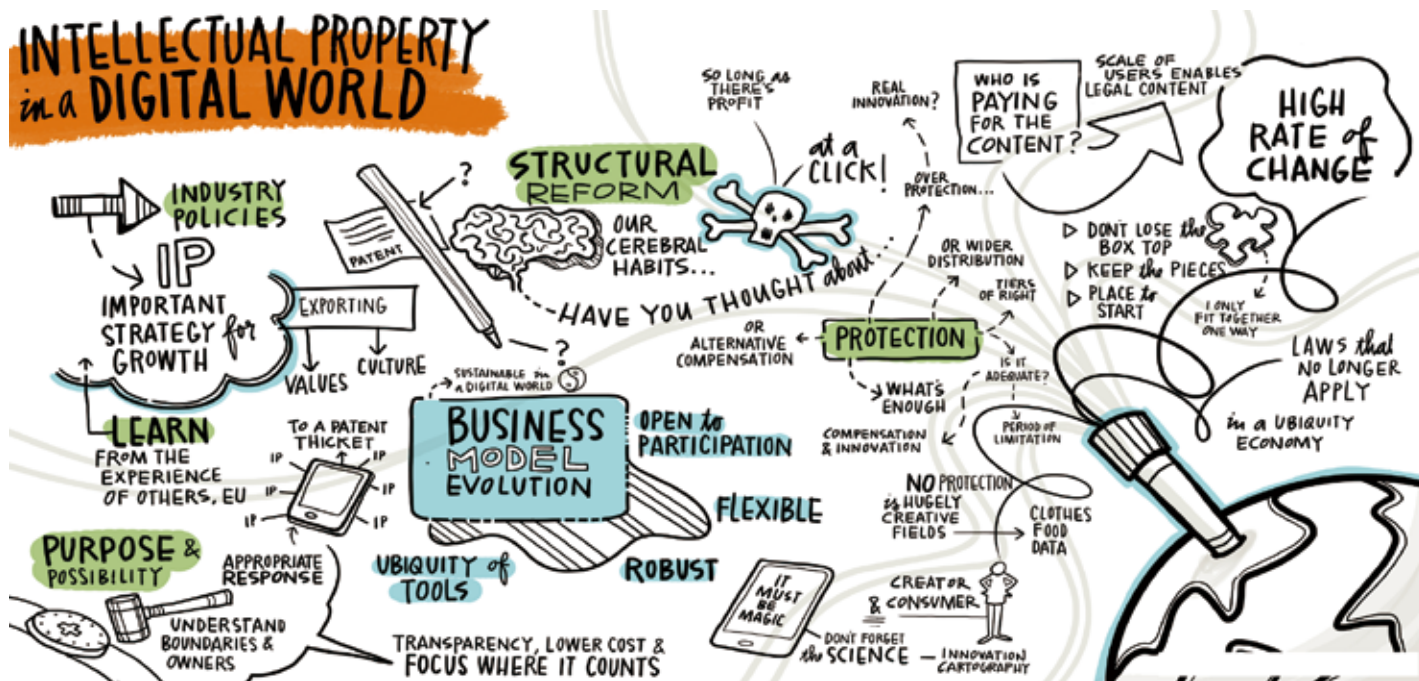 INTELLECTUAL PROPERTY
in a DIGITAL WORLD
INDUSTRY
POLICIES
IP
IMPORTANT
STRATEGY for
GROWTH
EXPORTING
VALUES
CULTURE
LEARN
FROM THE
EXPERIENCE
OF OTHERS, EU
PATENT
?
?
STRUCTURAL
REFORM
OUR
CEREBRAL
HABITS...
SO LONG AS
THERE'S
PROFIT
at a
CLICK!
HAVE YOU THOUGHT about...
REAL
INNOVATION?
OVER
PROTECTION...
OR WIDER
DISTRIBUTION
TIERS
OF RIGHT
OR
ALTERNATIVE
COMPENSATION
PROTECTION
IS IT
ADEQUATE?
WHAT'S
ENOUGH
PERIOD OF
LIMITATION
COMPENSATION
& INNOVATION
WHO IS
PAYING
FOR THE
CONTENT?
SCALE OF
USERS ENABLES
LEGAL CONTENT
HIGH
RATE of
CHANGE
DON'T LOSE the
BOX TOP
KEEP the PIECES
PLACE to
START
I ONLY
FIT TOGETHER
ONE WAY
LAWS that
NO LONGER
APPLY
in a UBIQUITY
ECONOMY
SUSTAINABLE in
a DIGITAL WORLD
$
BUSINESS
MODEL
EVOLUTION
OPEN to
PARTICIPATION
FLEXIBLE
ROBUST
UBIQUITY of
TOOLS
TO A PATENT
THICKET
IP
IP
IP
IP
IP
IP
APPROPRIATE
RESPONSE
PURPOSE &
POSSIBILITY
UNDERSTAND
BOUNDARIES &
OWNERS
TRANSPARENCY, LOWER COST &
FOCUS WHERE IT COUNTS
NO PROTECTION
is HUGELY
CREATIVE
FIELDS
CLOTHES
FOOD
DATA
IT
MUST
BE
MAGIC
CREATOR
& CONSUMER
DON'T FORGET
the SCIENCE
INNOVATION
CARTOGRAPHY